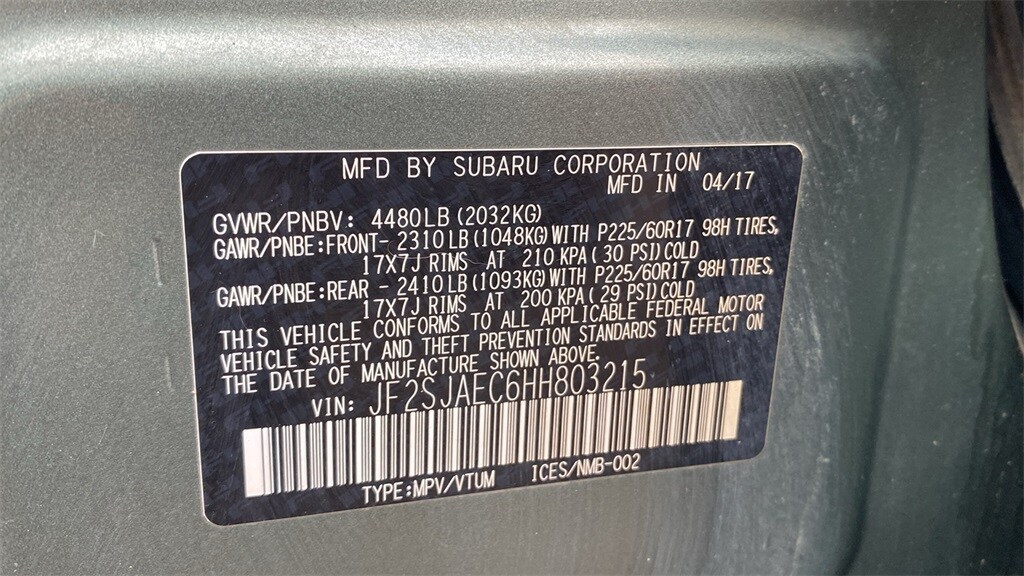 MFD BY SUBARU CORPORATION
MFD IN 04/17
GVWR/PNBV: 4480LB (2032KG)
GAWR/PNBE:FRONT- 2310LB (1048KG) WITH P225/60R17 98H TIRES,
17X7J RIMS AT 210 KPA ( 30 PSI) COLD
GAWR/PNBE:REAR - 2410LB (1093KG) WITH P225/60R17 98H TIRES,
17X7J RIMS AT 200 KPA ( 29 PSI) COLD
THIS VEHICLE CONFORMS TO ALL APPLICABLE FEDERAL MOTOR
VEHICLE SAFETY AND THEFT PREVENTION STANDARDS IN EFFECT ON
THE DATE OF MANUFACTURE SHOWN ABOVE.
VIN: JF2SJAEC6HH803215
TYPE:MPV/VTUM ICES/NMB-002